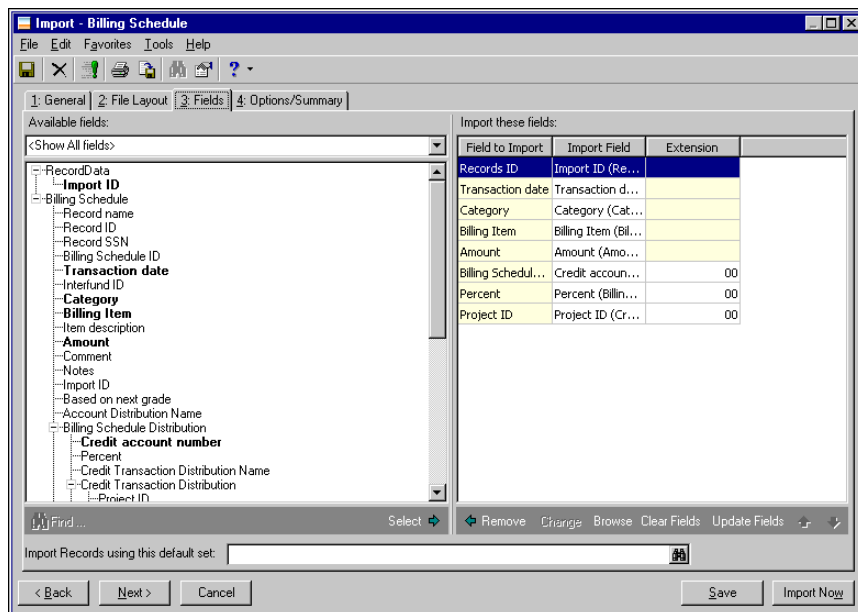 Import - Billing Schedule
File Edit Favorites Tools Help
1: General 2: File Layout 3: Fields 4: Options/Summary
Available fields:
<Show All fields>
RecordData
Import ID
Billing Schedule
Record name
Record ID
Record SSN
Billing Schedule ID
Transaction date
Interfund ID
Category
Billing Item
Item description
Amount
Comment
Notes
Import ID
Based on next grade
Account Distribution Name
Billing Schedule Distribution
Credit account number
Percent
Credit Transaction Distribution Name
Credit Transaction Distribution
Project ID
Find ... Select
Import these fields:
Field to Import Import Field Extension
Records ID Import ID (Re...
Transaction date Transaction d...
Category Category (Cat...
Billing Item Billing Item (Bil...
Amount Amount (Amo...
Billing Schedul... Credit accoun... 00
Percent Percent (Billin... 00
Project ID Project ID (Cr... 00
Remove Change Browse Clear Fields Update Fields
Import Records using this default set:
< Back Next > Cancel Save Import Now